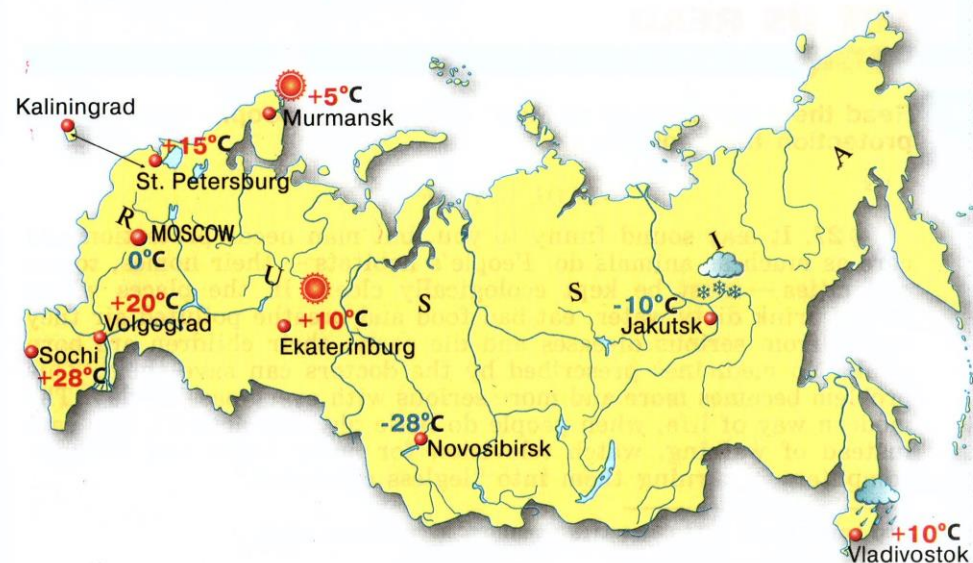 +5°C
Murmansk
Kaliningrad
+15°C
St. Petersburg
R U S S I A
MOSCOW
0°C
+20°C
Volgograd
Sochi
+28°C
+10°C
Ekaterinburg
-28°C
Novosibirsk
-10°C
Jakutsk
+10°C
Vladivostok